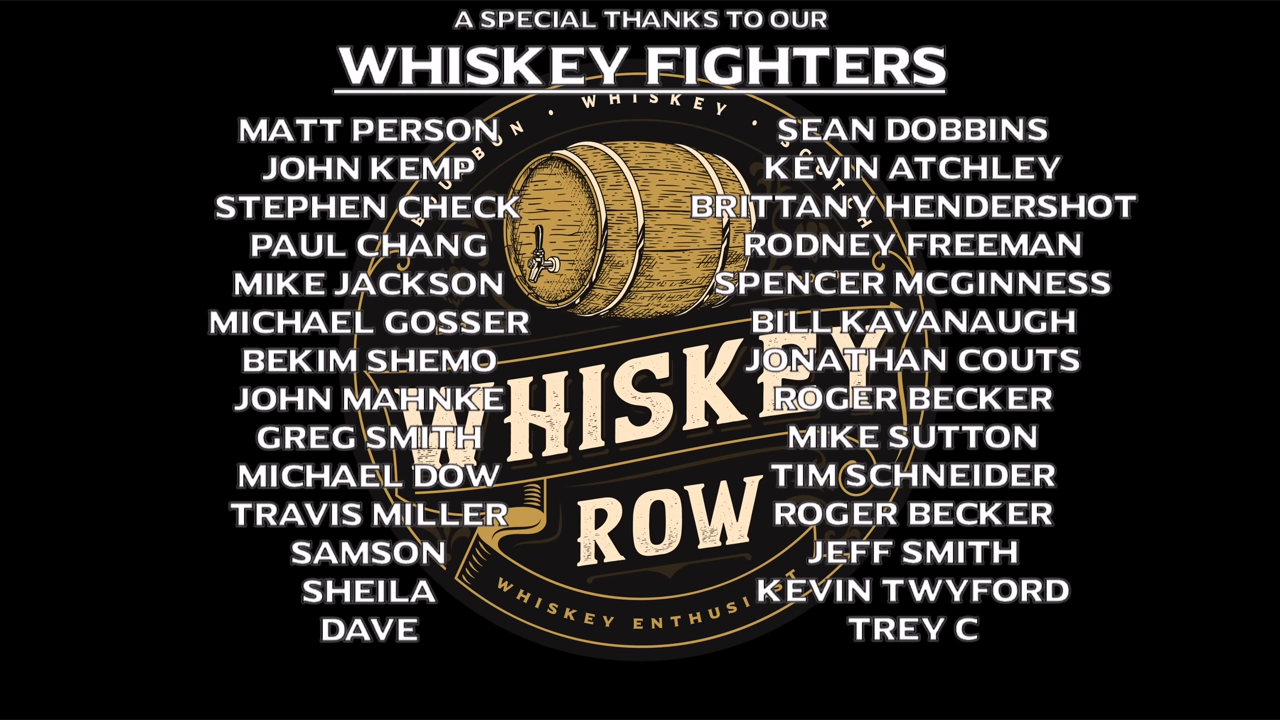 A SPECIAL THANKS TO OUR
WHISKEY FIGHTERS
MATT PERSON
JOHN KEMP
STEPHEN CHECK
PAUL CHANG
MIKE JACKSON
MICHAEL GOSSER
BEKIM SHEMO
JOHN MAHNKE
GREG SMITH
MICHAEL DOW
TRAVIS MILLER
SAMSON
SHEILA
DAVE
SEAN DOBBINS
KEVIN ATCHLEY
BRITTANY HENDERSHOT
RODNEY FREEMAN
SPENCER MCGINNESS
BILL KAVANAUGH
JONATHAN COUTS
ROGER BECKER
MIKE SUTTON
TIM SCHNEIDER
ROGER BECKER
JEFF SMITH
KEVIN TWYFORD
TREY C
BOURBON • WHISKEY • SCOTCH
WHISKEY
ROW
WHISKEY ENTHUSIAST